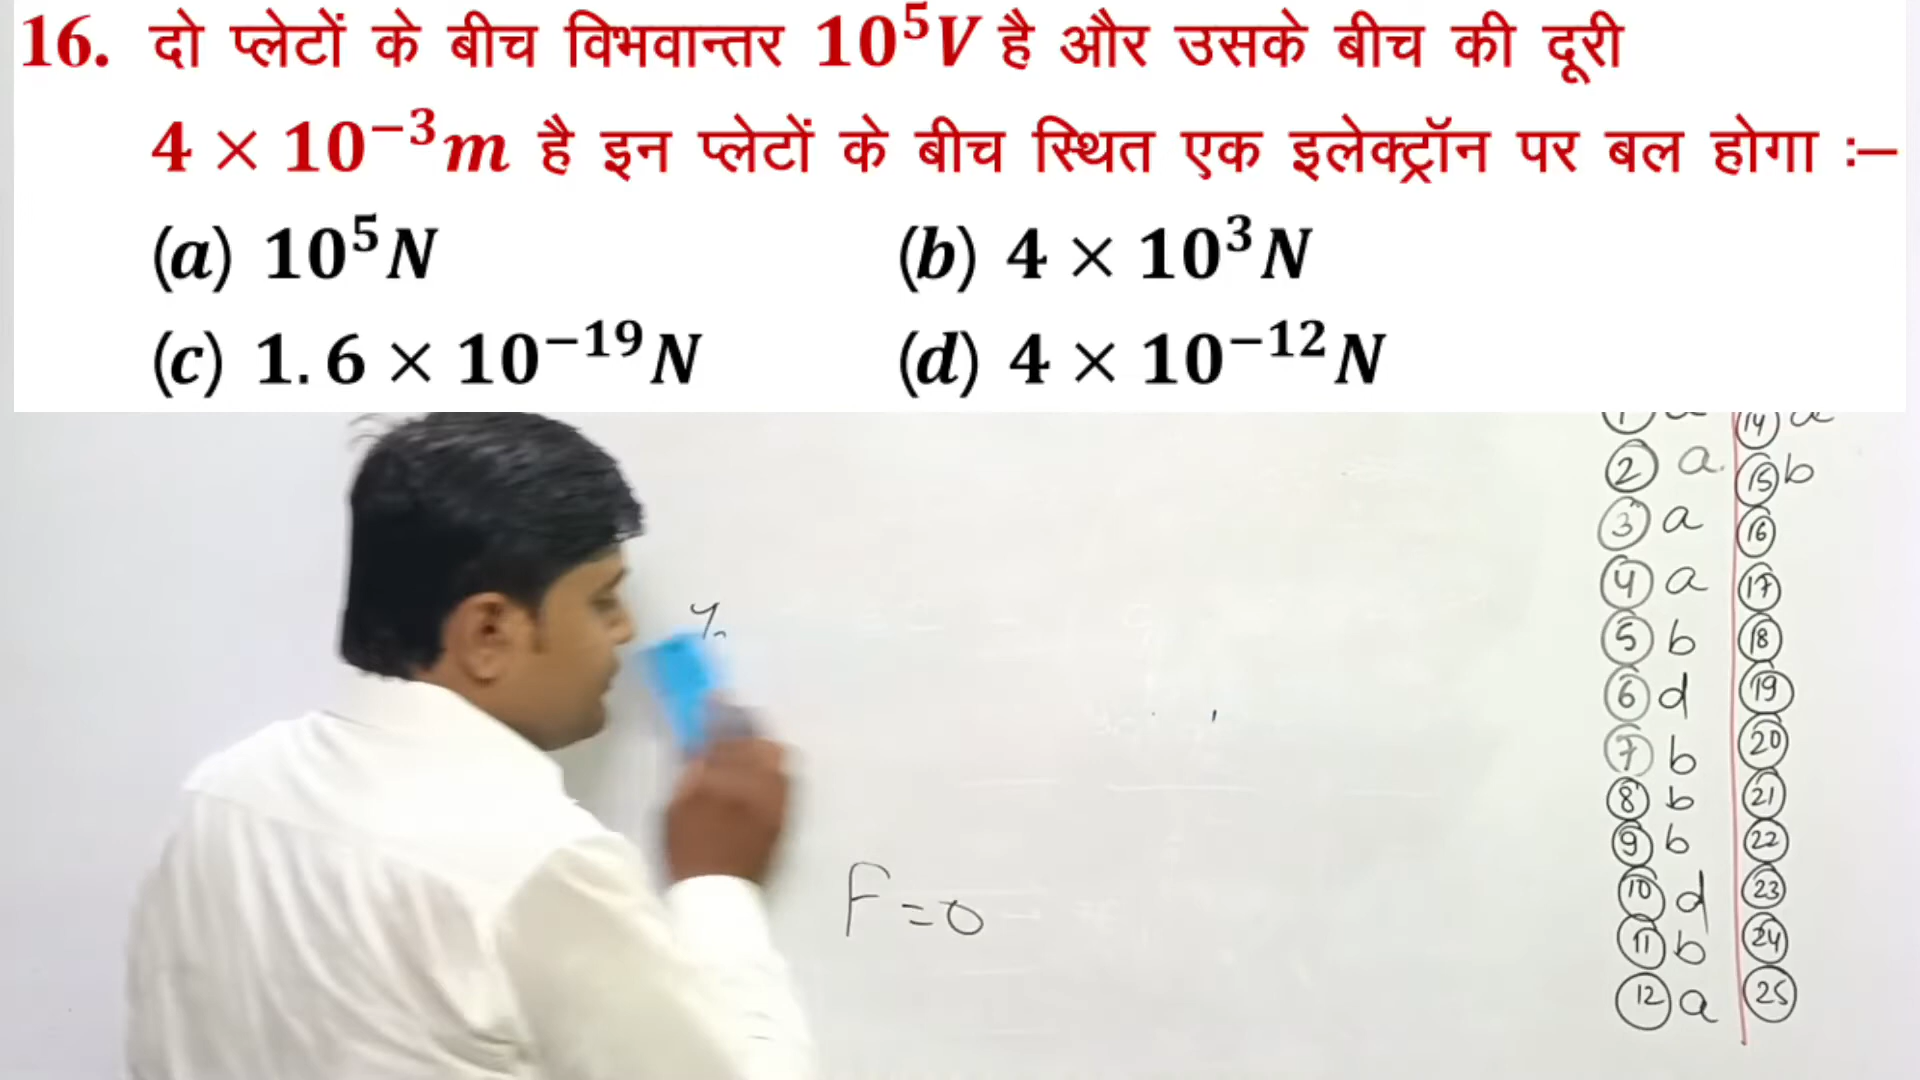 16. दो प्लेटों के बीच विभवान्तर 10⁵V है और उसके बीच की दूरी
4 × 10⁻³m है इन प्लेटों के बीच स्थित एक इलेक्ट्रॉन पर बल होगा :–
(a) 10⁵N (b) 4 × 10³N
(c) 1.6 × 10⁻¹⁹N (d) 4 × 10⁻¹²N
F = 0
2 a. 15 b
3 a 16
4 a 17
5 b 18
6 d 19
7 b 20
8 b 21
9 b 22
10 d 23
11 b 24
12 a 25